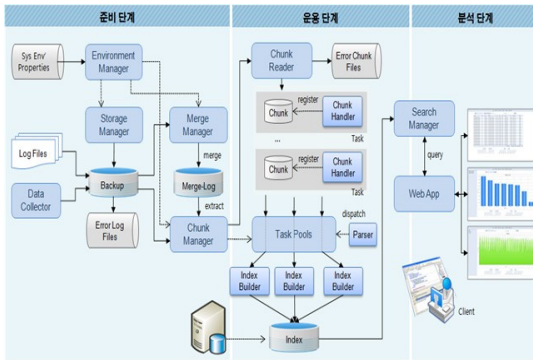 준비 단계
운용 단계
분석 단계
Sys Env'
Properties
Environment
Manager
Storage
Manager
Merge
Manager
Log Files
merge
Backup
Merge-Log
Data
Collector
extract
Error Log
Files
Chunk
Manager
Chunk
Reader
Error Chunk
Files
register
Chunk
Chunk
Handler
Task
...
register
Chunk
Chunk
Handler
Task
dispatch
Task Pools
Parser
Index
Builder
Index
Builder
Index
Builder
Index
Search
Manager
query
Web App
Client